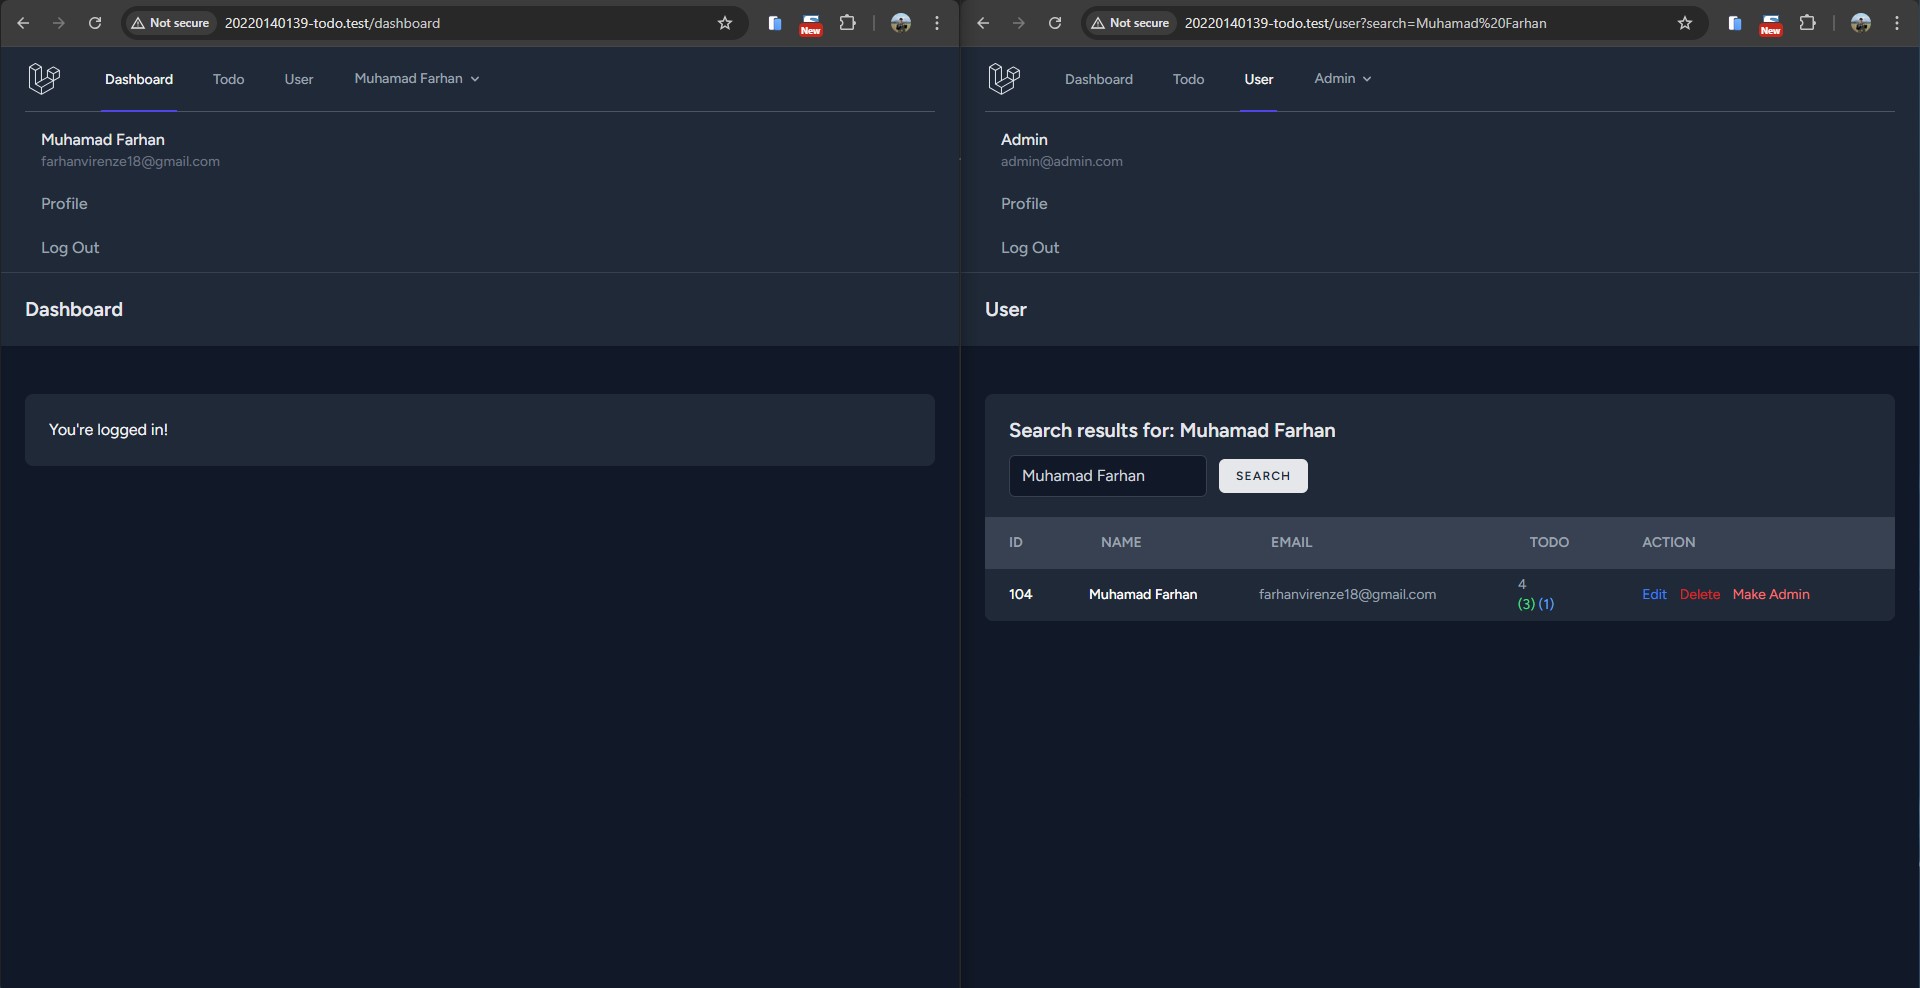 Not secure 20220140139-todo.test/dashboard
New
Dashboard Todo User Muhamad Farhan
Muhamad Farhan
farhanvirenze18@gmail.com
Profile
Log Out
Dashboard
You're logged in!
Not secure 20220140139-todo.test/user?search=Muhamad%20Farhan
New
Dashboard Todo User Admin
Admin
admin@admin.com
Profile
Log Out
User
Search results for: Muhamad Farhan
Muhamad Farhan SEARCH
ID NAME EMAIL TODO ACTION
104 Muhamad Farhan farhanvirenze18@gmail.com 4 Edit Delete Make Admin
(3) (1)